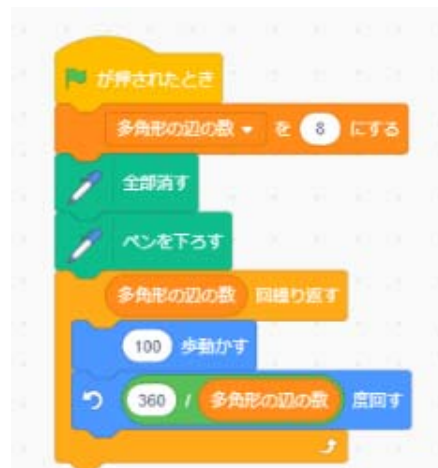 が押されたとき
多角形の辺の数 を 8 にする
全部消す
ペンを下ろす
多角形の辺の数 回繰り返す
100 歩動かす
360 / 多角形の辺の数 度回す